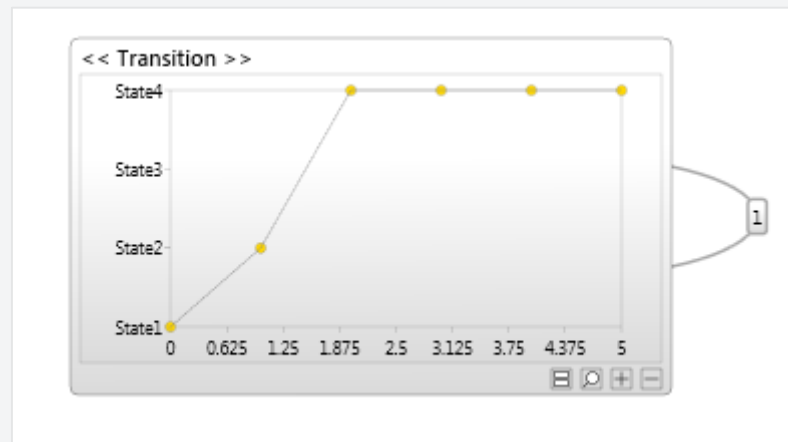 << Transition >>
State4
State3
State2
State1
0 0.625 1.25 1.875 2.5 3.125 3.75 4.375 5
1